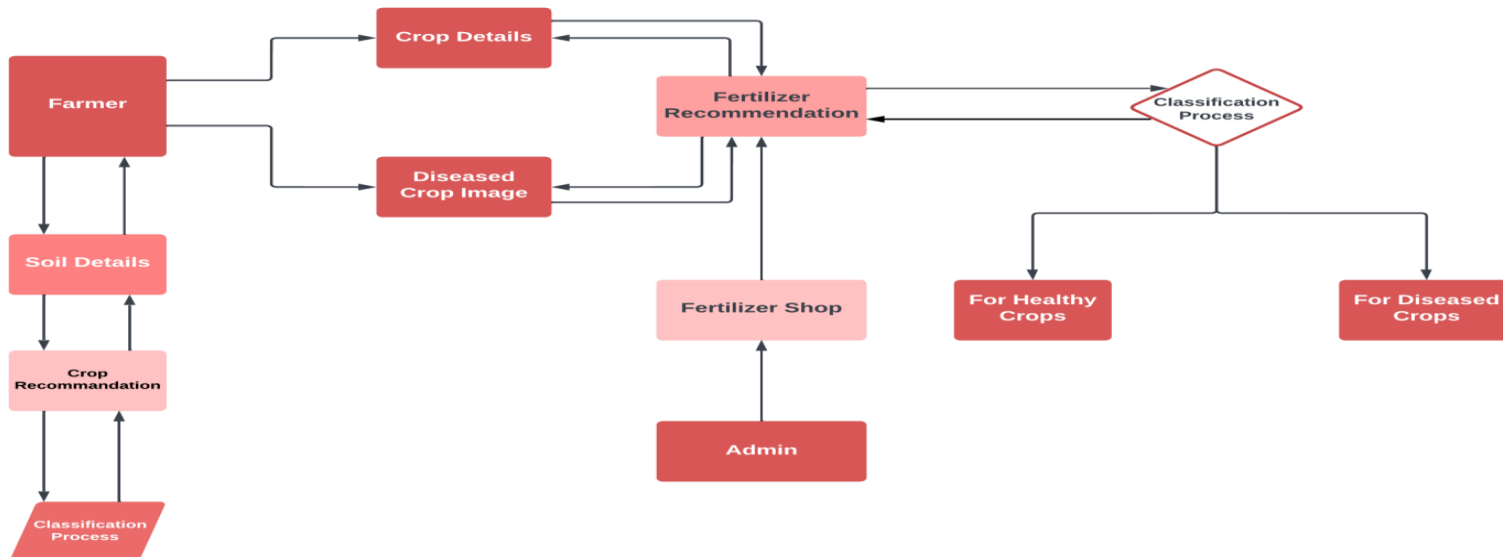 Crop Details
Farmer
Fertilizer
Recommendation
Classification
Process
Diseased
Crop Image
Soil Details
Fertilizer Shop
For Healthy
Crops
For Diseased
Crops
Crop
Recommandation
Admin
Classification
Process